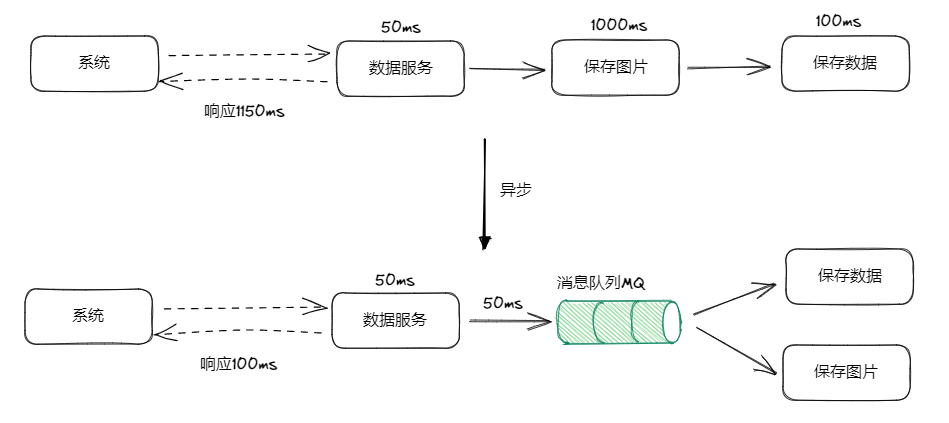 50ms
1000ms
100ms
系统
数据服务
保存图片
保存数据
响应1150ms
异步
50ms
50ms
消息队列MQ
保存数据
系统
数据服务
响应100ms
保存图片